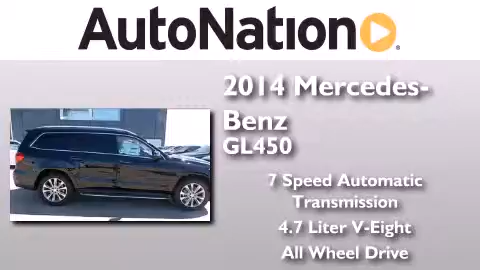 AutoNation
2014 Mercedes-
Benz
GL450
7 Speed Automatic
Transmission
4.7 Liter V-Eight
All Wheel Drive